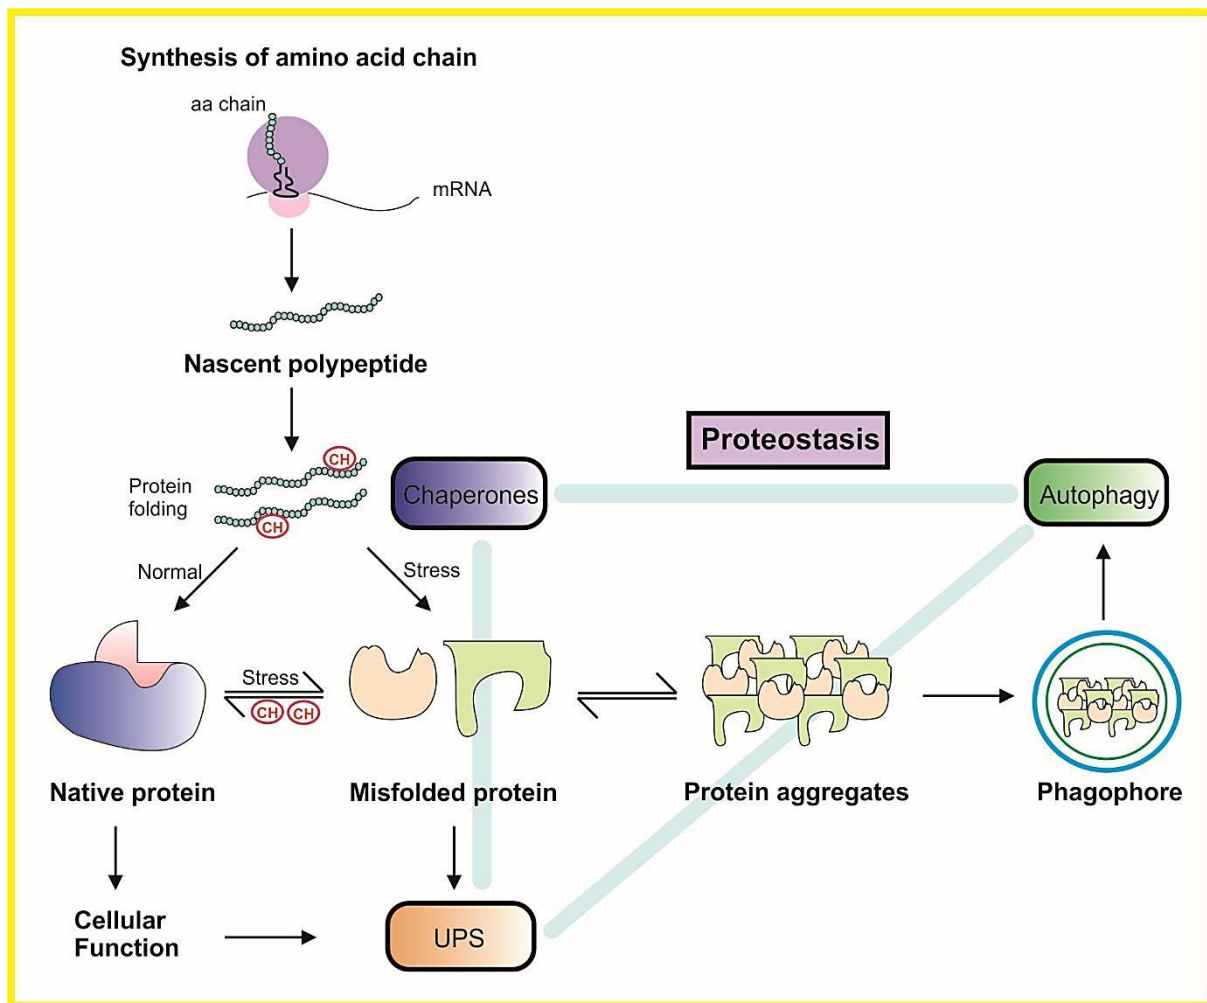 Synthesis of amino acid chain
aa chain
mRNA
Nascent polypeptide
Proteostasis
CH
Protein
folding
CH
Chaperones
Autophagy
Normal
Stress
Stress
CH CH
Native protein
Misfolded protein
Protein aggregates
Phagophore
Cellular
Function
UPS